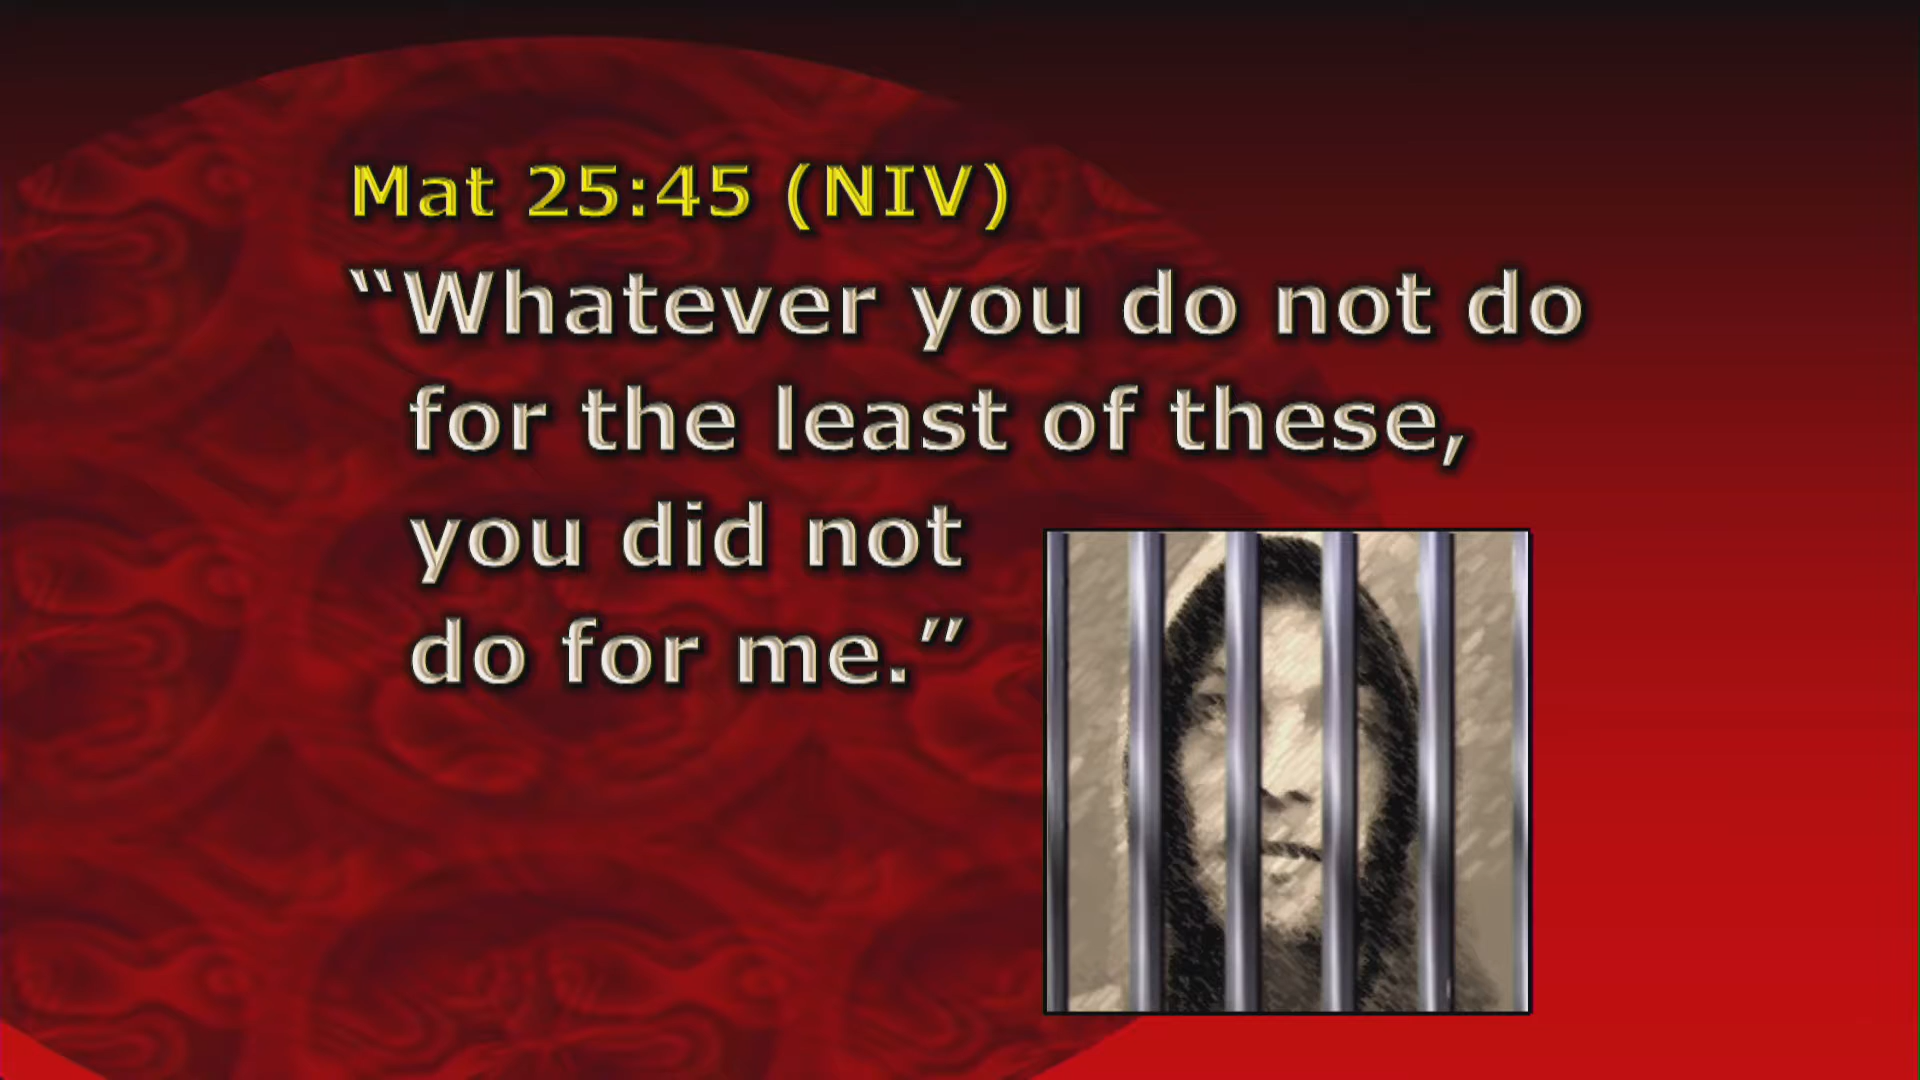 Mat 25:45 (NIV)
“Whatever you do not do
for the least of these,
you did not
do for me.”